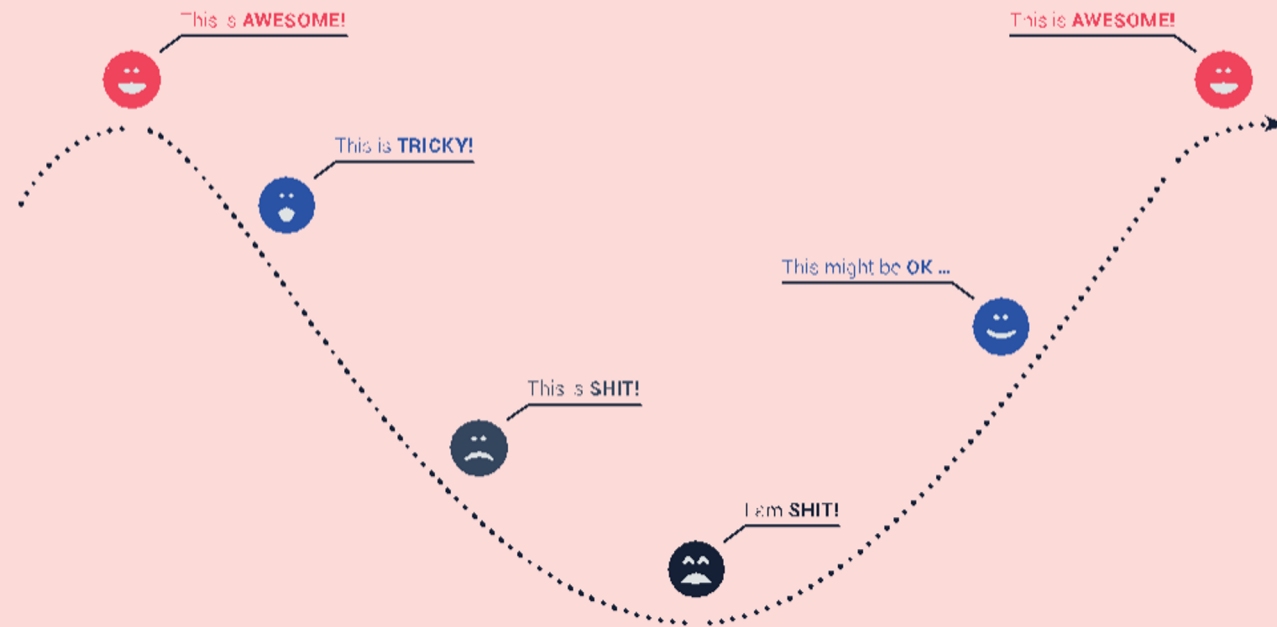 This is AWESOME!
This is AWESOME!
This is TRICKY!
This might be OK ...
This is SHIT!
I am SHIT!